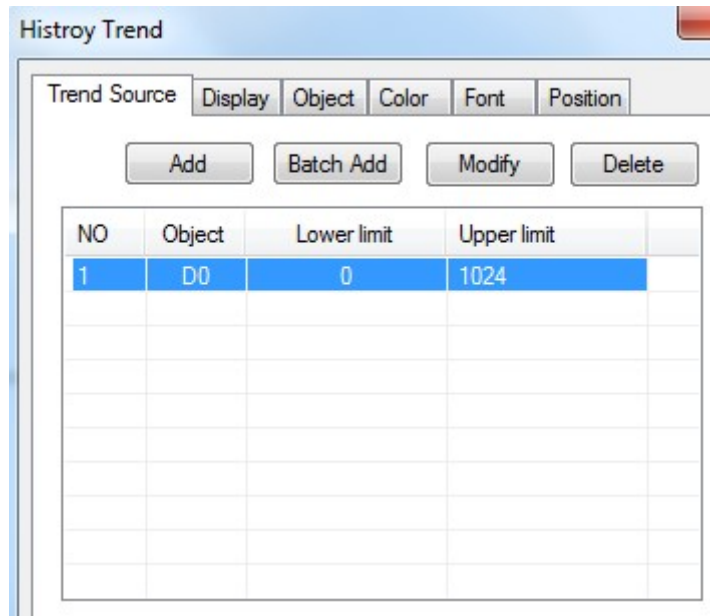 Histroy Trend
Trend Source Display Object Color Font Position
Add Batch Add Modify Delete
NO Object Lower limit Upper limit
1 D0 0 1024